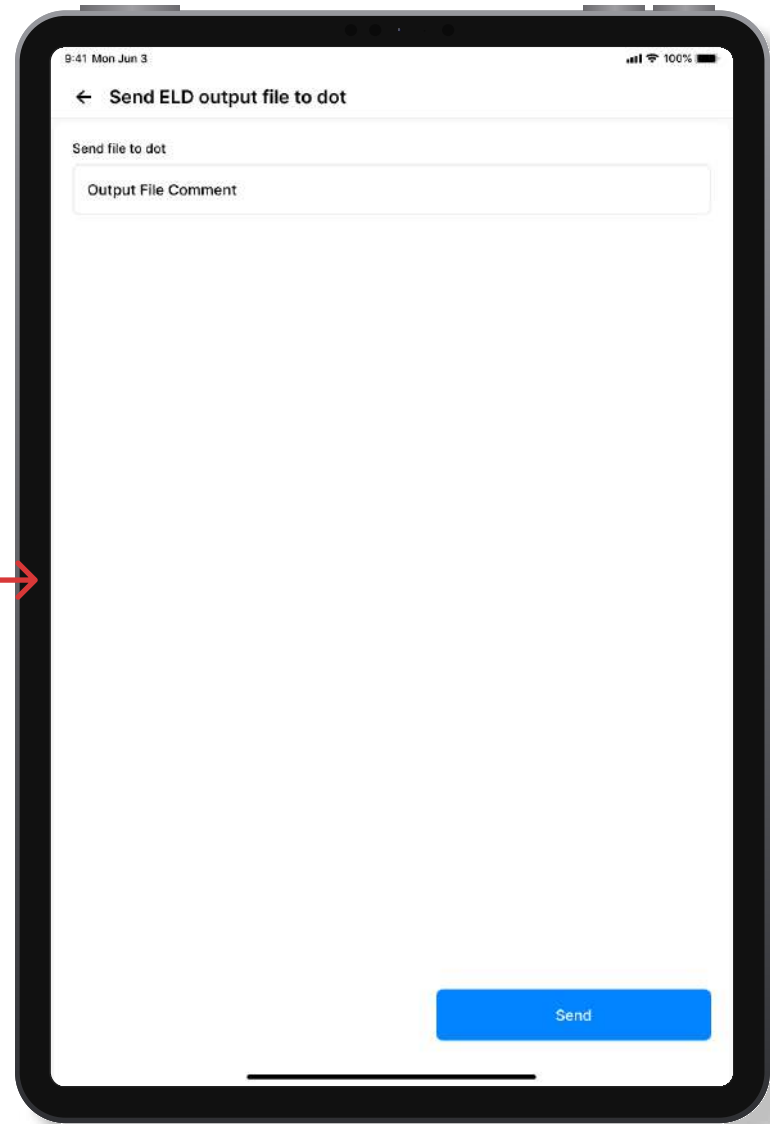 9:41 Mon Jun 3 100%
← Send ELD output file to dot
Send file to dot
Output File Comment
Send